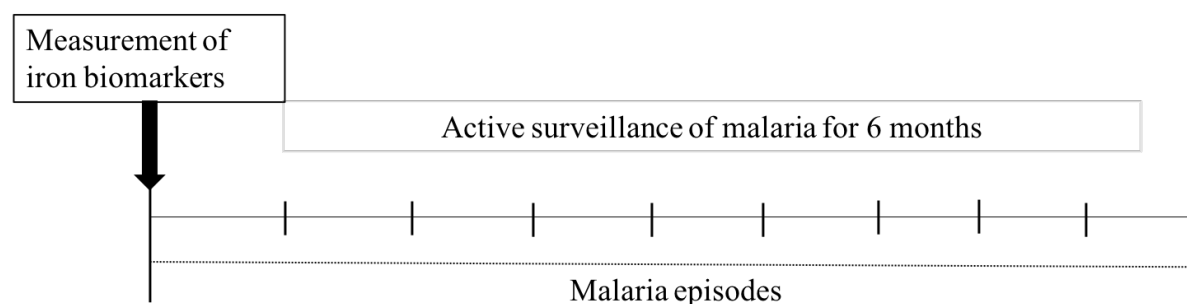 Measurement of
iron biomarkers
Active surveillance of malaria for 6 months
Malaria episodes